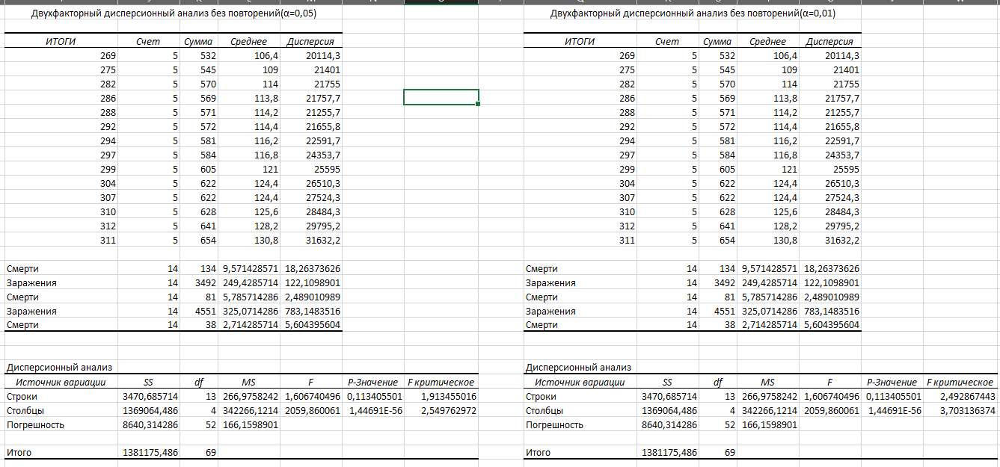 Двухфакторный дисперсионный анализ без повторений(α=0,05) Двухфакторный дисперсионный анализ без повторений(α=0,01)
ИТОГИ Счет Сумма Среднее Дисперсия ИТОГИ Счет Сумма Среднее Дисперсия
269 5 532 106,4 20114,3 269 5 532 106,4 20114,3
275 5 545 109 21401 275 5 545 109 21401
282 5 570 114 21755 282 5 570 114 21755
286 5 569 113,8 21757,7 286 5 569 113,8 21757,7
288 5 571 114,2 21255,7 288 5 571 114,2 21255,7
292 5 572 114,4 21655,8 292 5 572 114,4 21655,8
294 5 581 116,2 22591,7 294 5 581 116,2 22591,7
297 5 584 116,8 24353,7 297 5 584 116,8 24353,7
299 5 605 121 25595 299 5 605 121 25595
304 5 622 124,4 26510,3 304 5 622 124,4 26510,3
307 5 622 124,4 27524,3 307 5 622 124,4 27524,3
310 5 628 125,6 28484,3 310 5 628 125,6 28484,3
312 5 641 128,2 29795,2 312 5 641 128,2 29795,2
311 5 654 130,8 31632,2 311 5 654 130,8 31632,2
Смерти 14 134 9,571428571 18,26373626 Смерти 14 134 9,571428571 18,26373626
Заражения 14 3492 249,4285714 122,1098901 Заражения 14 3492 249,4285714 122,1098901
Смерти 14 81 5,785714286 2,489010989 Смерти 14 81 5,785714286 2,489010989
Заражения 14 4551 325,0714286 783,1483516 Заражения 14 4551 325,0714286 783,1483516
Смерти 14 38 2,714285714 5,604395604 Смерти 14 38 2,714285714 5,604395604
Дисперсионный анализ Дисперсионный анализ
Источник вариации SS df MS F P-Значение F критическое Источник вариации SS df MS F P-Значение F критическое
Строки 3470,685714 13 266,9758242 1,606740496 0,113405501 1,913455016 Строки 3470,685714 13 266,9758242 1,606740496 0,113405501 2,492867443
Столбцы 1369064,486 4 342266,1214 2059,860061 1,44691E-56 2,549762972 Столбцы 1369064,486 4 342266,1214 2059,860061 1,44691E-56 3,703136374
Погрешность 8640,314286 52 166,1598901 Погрешность 8640,314286 52 166,1598901
Итого 1381175,486 69 Итого 1381175,486 69